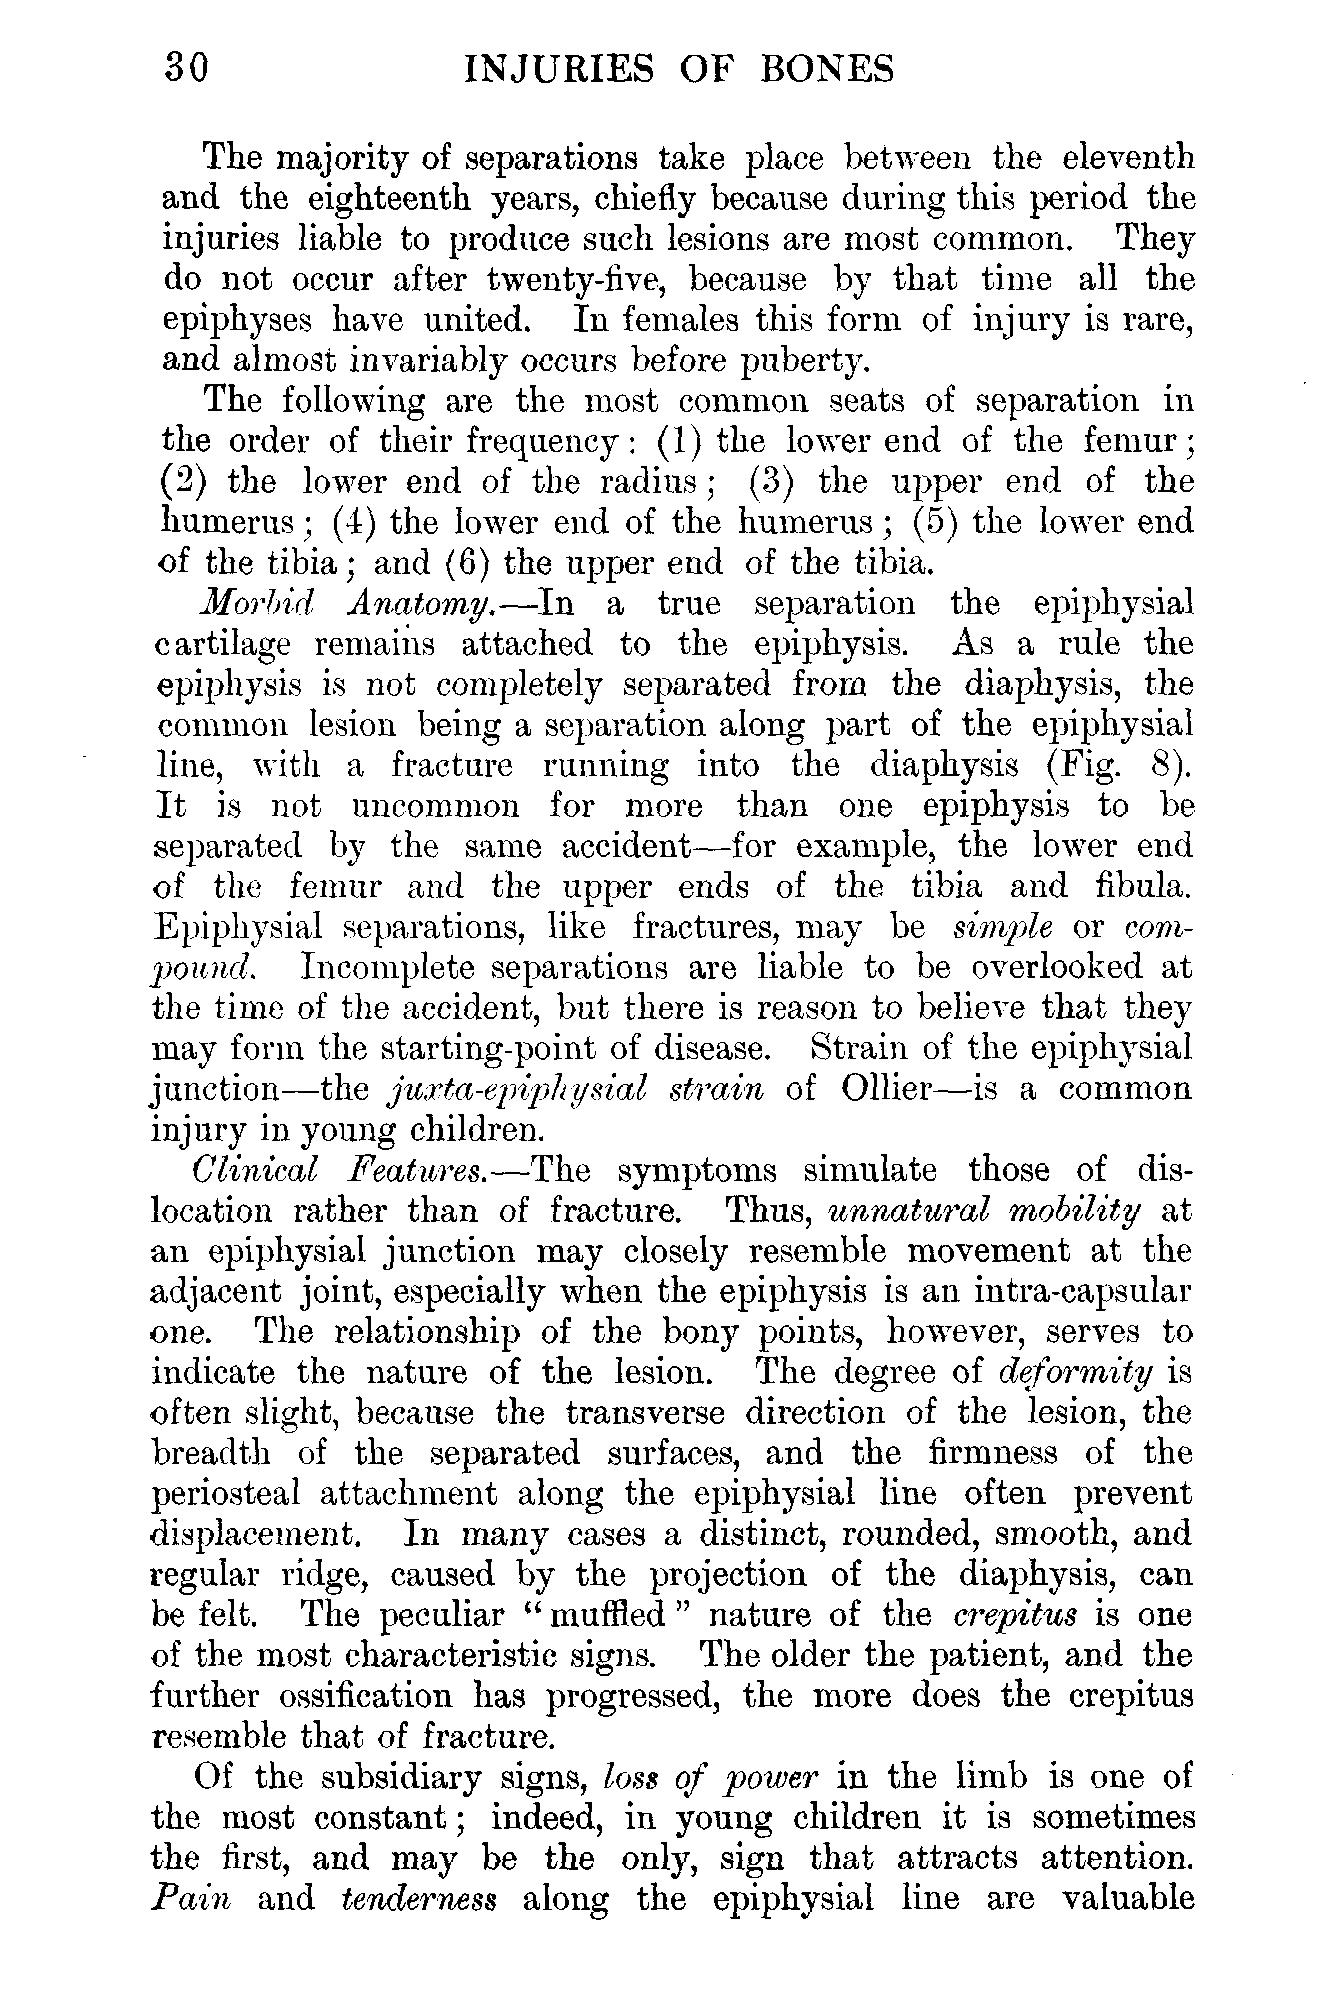 30 INJURIES OF BONES
The majority of separations take place between the eleventh
and the eighteenth years, chiefly because during this period the
injuries liable to produce such lesions are most common. They
do not occur after twenty-five, because by that time all the
epiphyses have united. In females this form of injury is rare,
and almost invariably occurs before puberty.
The following are the most common seats of separation in
the order of their frequency: (1) the lower end of the femur;
(2) the lower end of the radius; (3) the upper end of the
humerus; (4) the lower end of the humerus; (5) the lower end
of the tibia; and (6) the upper end of the tibia.
Morbid Anatomy.—In a true separation the epiphysial
cartilage remains attached to the epiphysis. As a rule the
epiphysis is not completely separated from the diaphysis, the
common lesion being a separation along part of the epiphysial
line, with a fracture running into the diaphysis (Fig. 8).
It is not uncommon for more than one epiphysis to be
separated by the same accident—for example, the lower end
of the femur and the upper ends of the tibia and fibula.
Epiphysial separations, like fractures, may be simple or com-
pound. Incomplete separations are liable to be overlooked at
the time of the accident, but there is reason to believe that they
may form the starting-point of disease. Strain of the epiphysial
junction—the juxta-epiphysial strain of Ollier—is a common
injury in young children.
Clinical Features.—The symptoms simulate those of dis-
location rather than of fracture. Thus, unnatural mobility at
an epiphysial junction may closely resemble movement at the
adjacent joint, especially when the epiphysis is an intra-capsular
one. The relationship of the bony points, however, serves to
indicate the nature of the lesion. The degree of deformity is
often slight, because the transverse direction of the lesion, the
breadth of the separated surfaces, and the firmness of the
periosteal attachment along the epiphysial line often prevent
displacement. In many cases a distinct, rounded, smooth, and
regular ridge, caused by the projection of the diaphysis, can
be felt. The peculiar "muffled" nature of the crepitus is one
of the most characteristic signs. The older the patient, and the
further ossification has progressed, the more does the crepitus
resemble that of fracture.
Of the subsidiary signs, loss of power in the limb is one of
the most constant; indeed, in young children it is sometimes
the first, and may be the only, sign that attracts attention.
Pain and tenderness along the epiphysial line are valuable